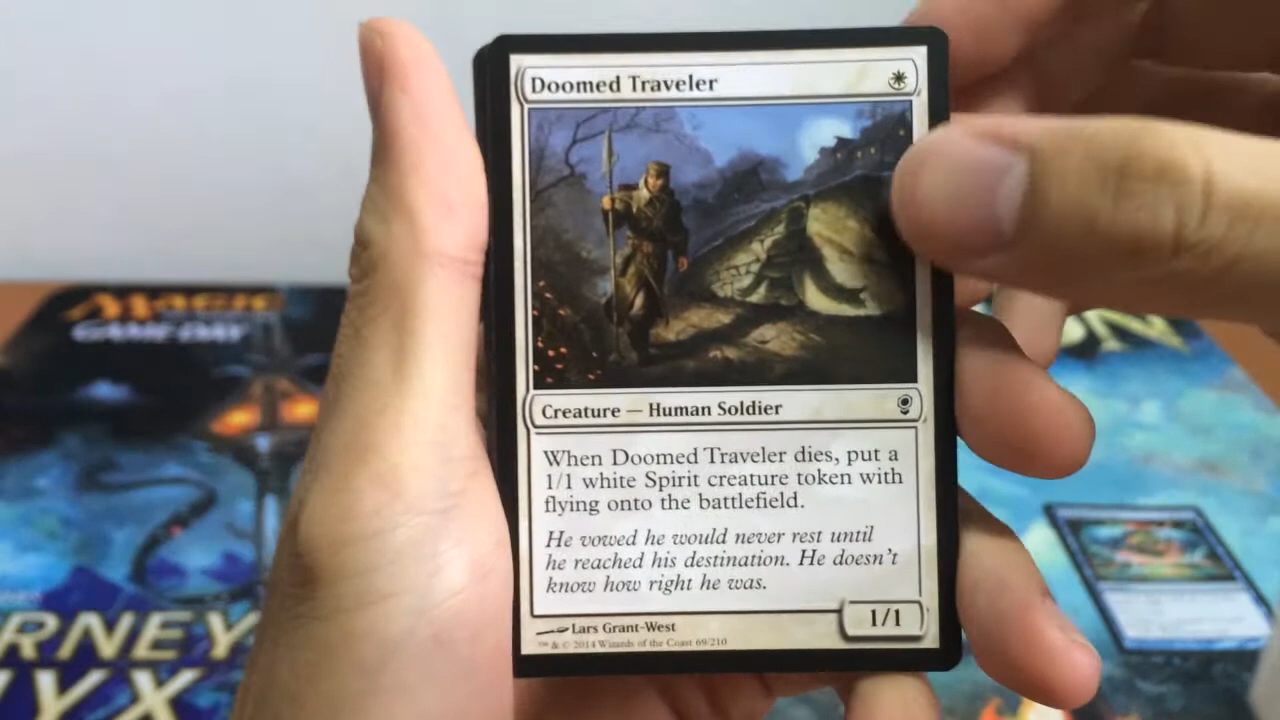 Doomed Traveler
Creature — Human Soldier
When Doomed Traveler dies, put a
1/1 white Spirit creature token with
flying onto the battlefield.
He vowed he would never rest until
he reached his destination. He doesn't
know how right he was.
1/1
Lars Grant-West
™ & © 2014 Wizards of the Coast 69/210
MAGIC
GAME DAY
RNEY
NYX
ON